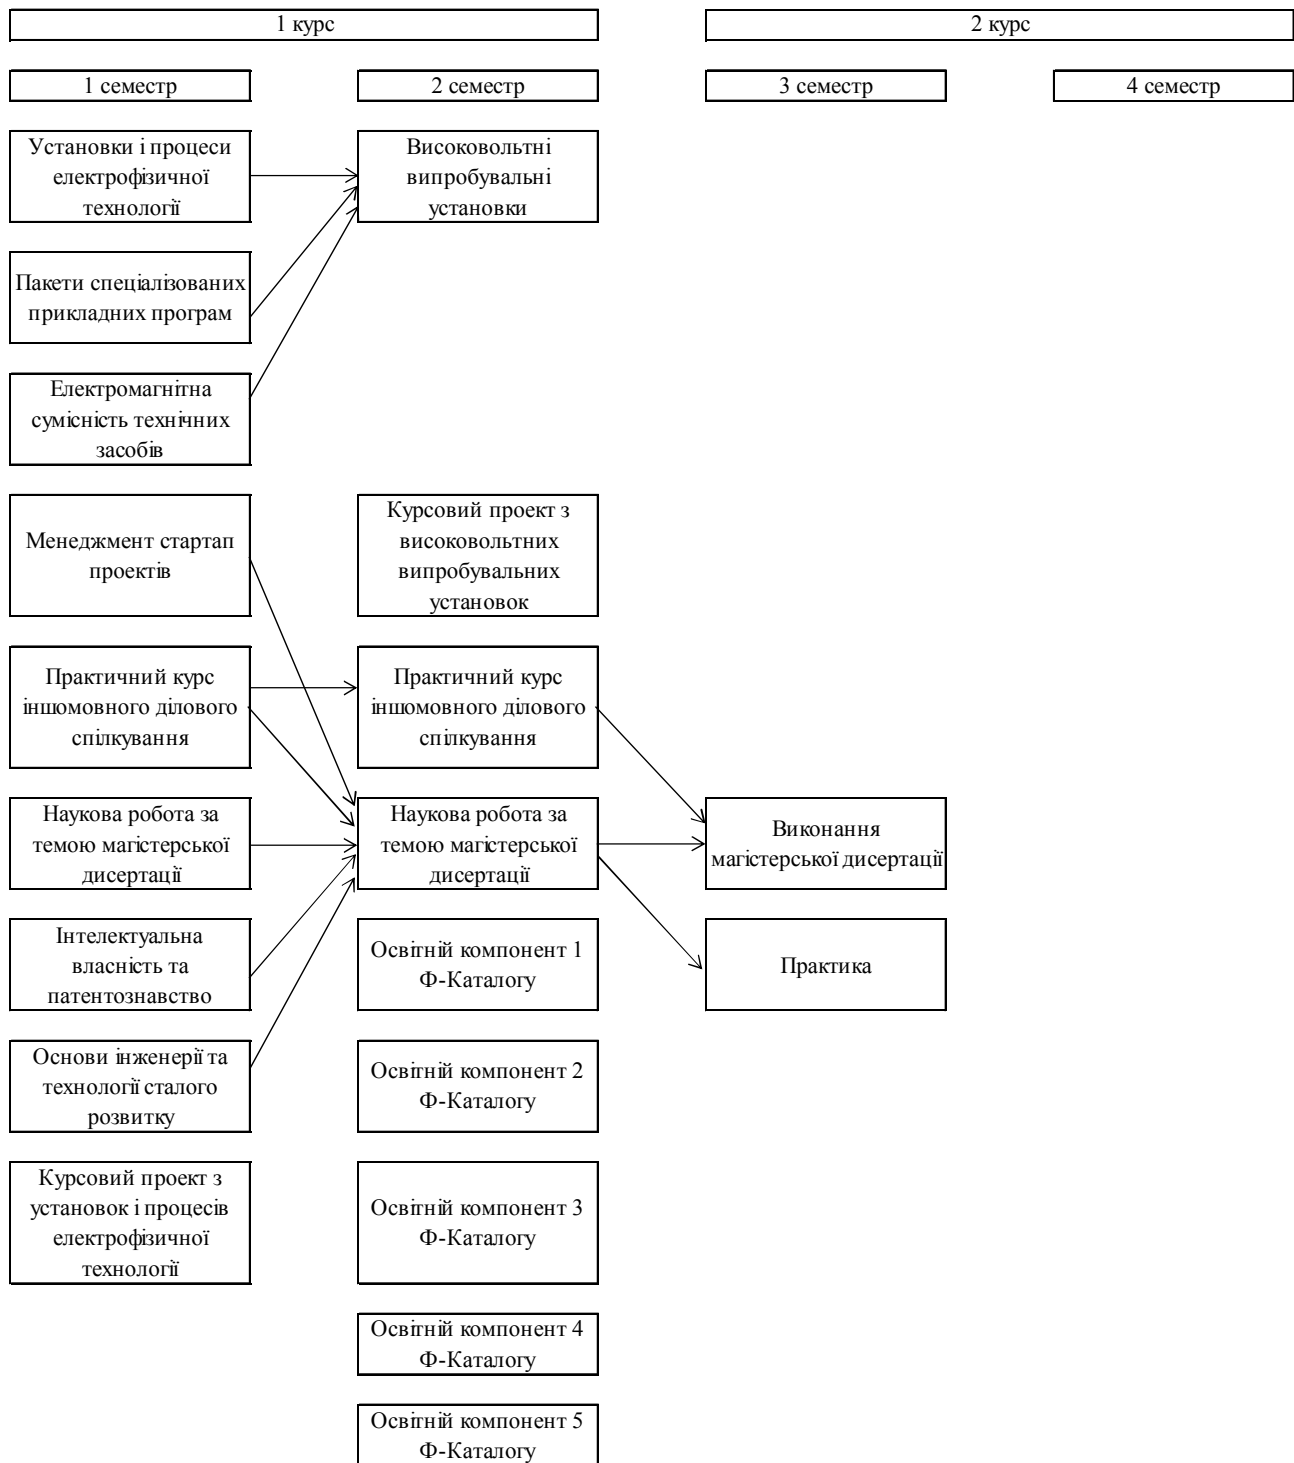 1 курс
2 курс
1 семестр
2 семестр
3 семестр
4 семестр
Установки і процеси
електрофізичної
технології
Високовольтні
випробувальні
установки
Пакети спеціалізованих
прикладних програм
Електромагнітна
сумісність технічних
засобів
Менеджмент стартап
проектів
Курсовий проект з
високовольтних
випробувальних
установок
Практичний курс
іншомовного ділового
спілкування
Практичний курс
іншомовного ділового
спілкування
Наукова робота за
темою магістерської
дисертації
Наукова робота за
темою магістерської
дисертації
Виконання
магістерської дисертації
Інтелектуальна
власність та
патентознавство
Освітній компонент 1
Ф-Каталогу
Практика
Основи інженерії та
технології сталого
розвитку
Освітній компонент 2
Ф-Каталогу
Курсовий проект з
установок і процесів
електрофізичної
технології
Освітній компонент 3
Ф-Каталогу
Освітній компонент 4
Ф-Каталогу
Освітній компонент 5
Ф-Каталогу